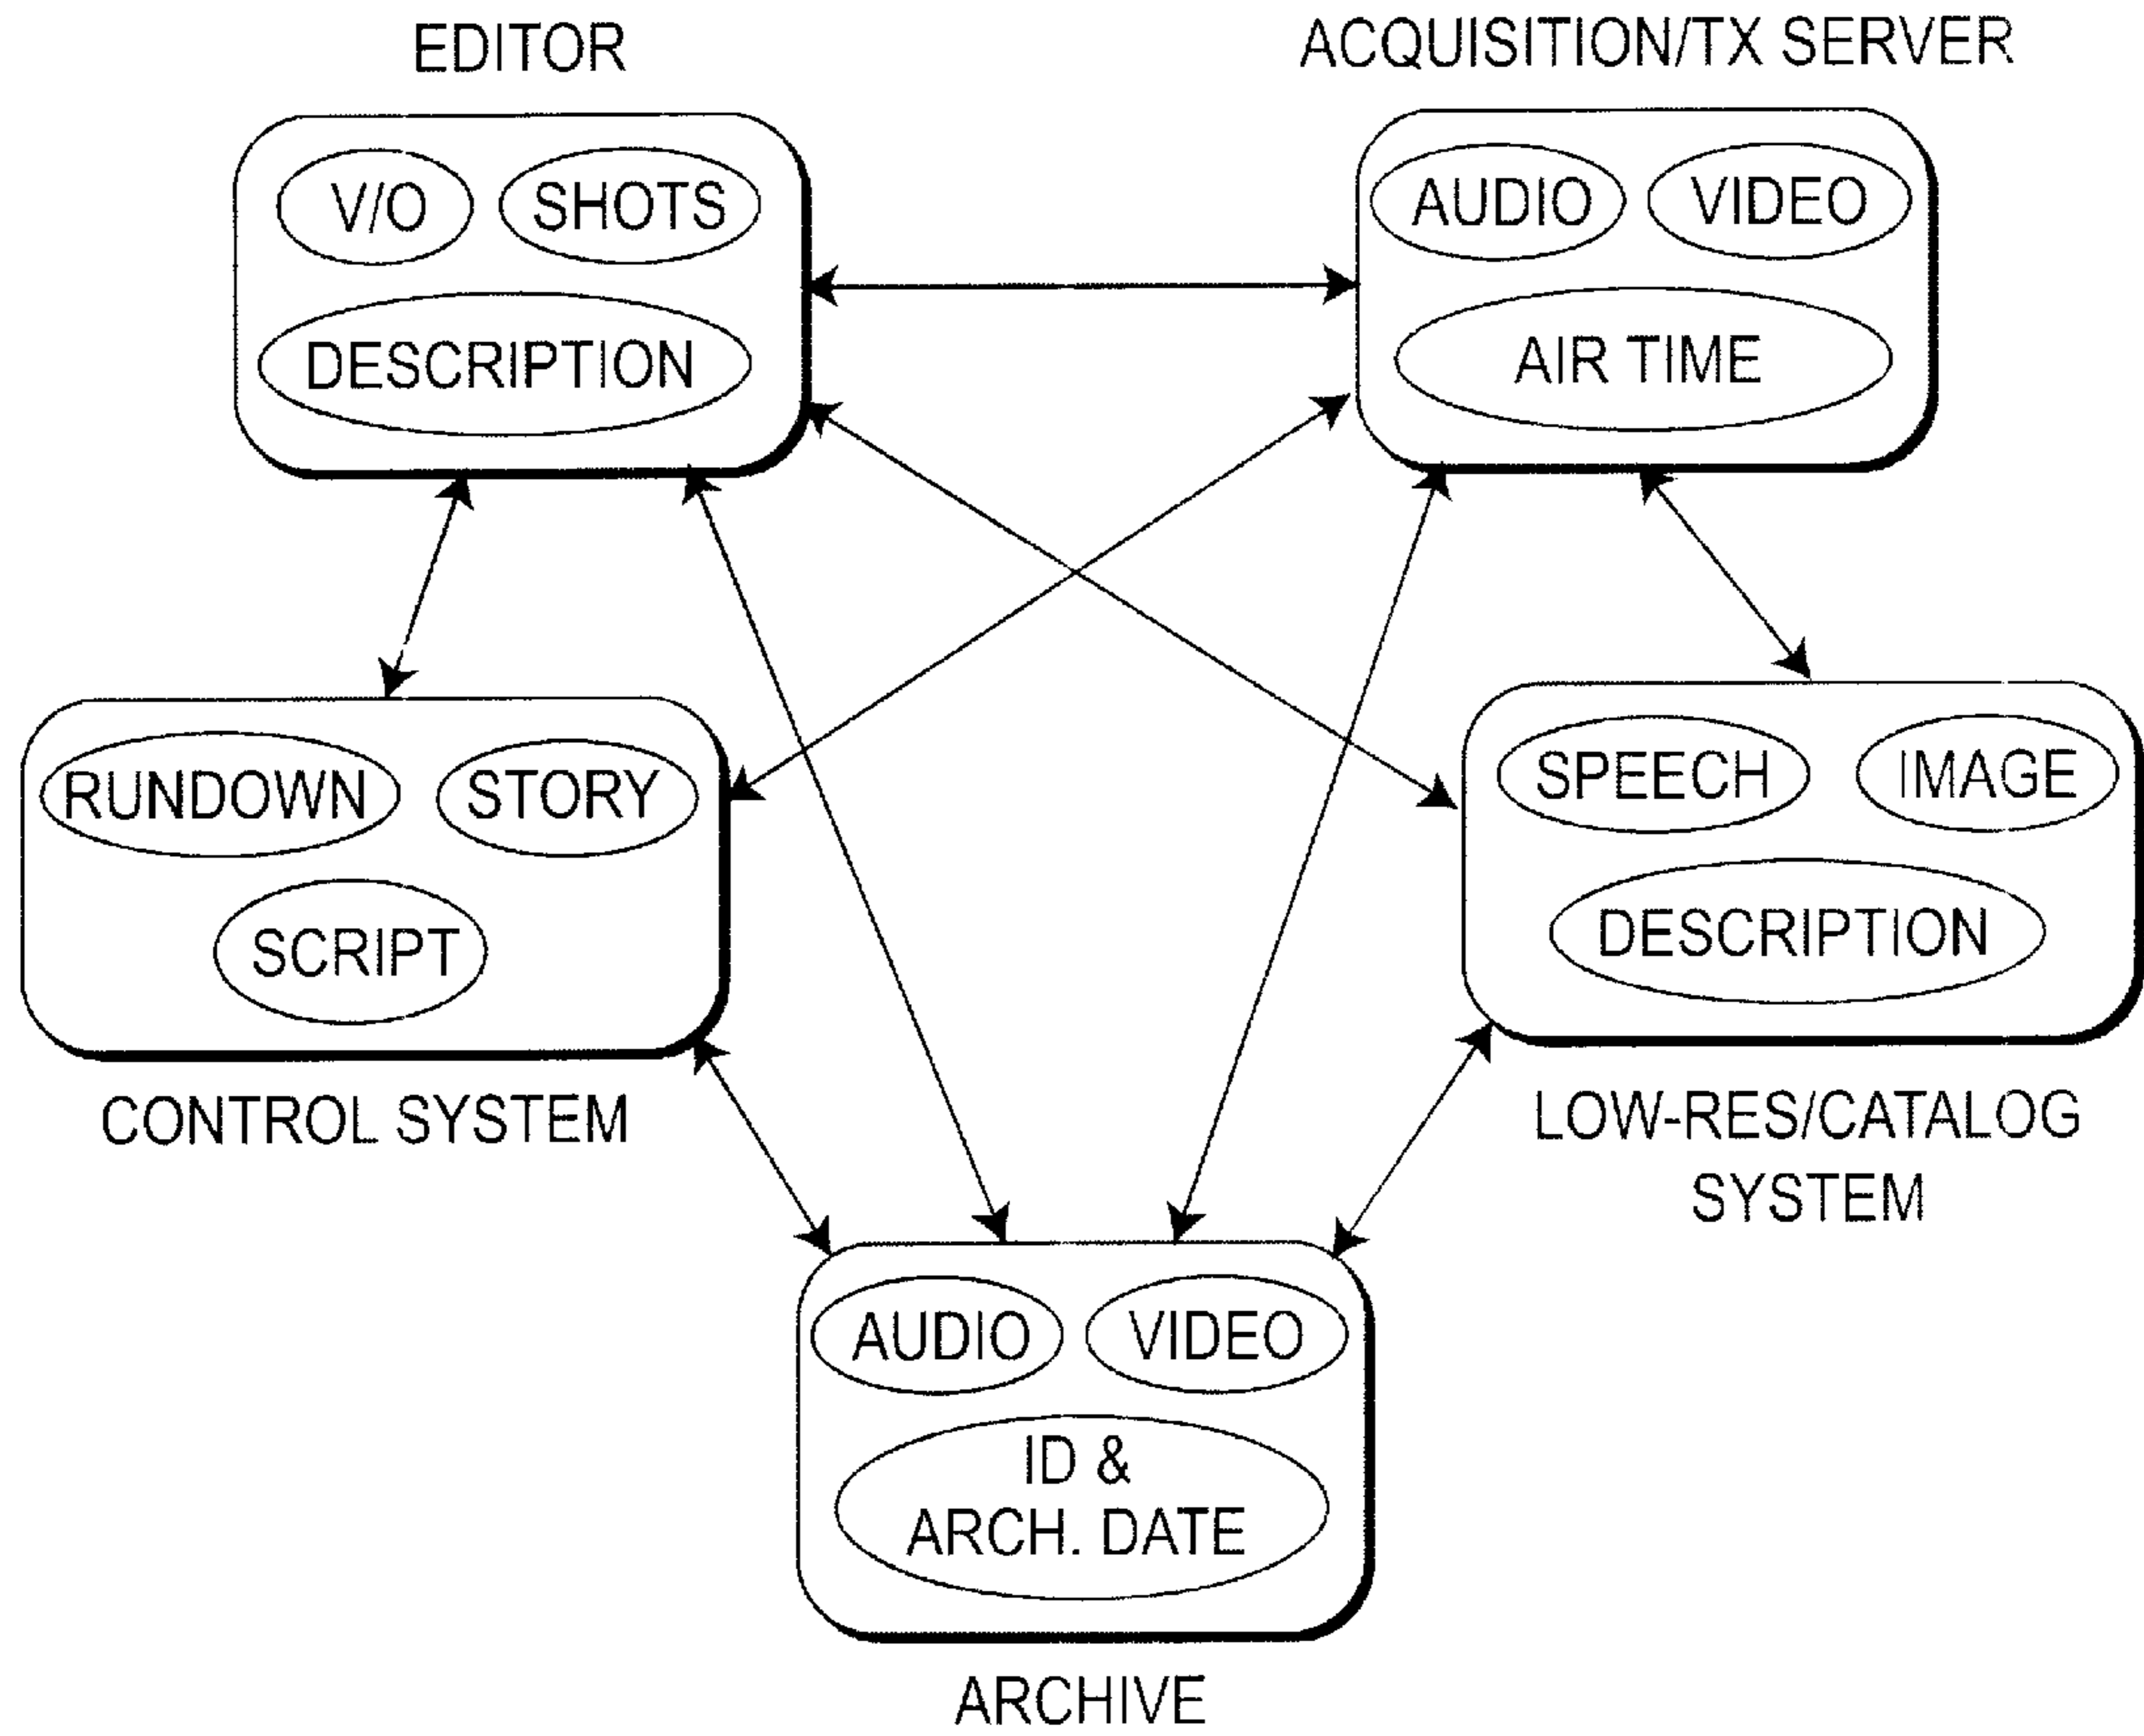 EDITOR
ACQUISITION/TX SERVER
V/O
SHOTS
DESCRIPTION
AUDIO
VIDEO
AIR TIME
RUNDOWN
STORY
SCRIPT
CONTROL SYSTEM
SPEECH
IMAGE
DESCRIPTION
LOW-RES/CATALOG
SYSTEM
AUDIO
VIDEO
ID &
ARCH. DATE
ARCHIVE